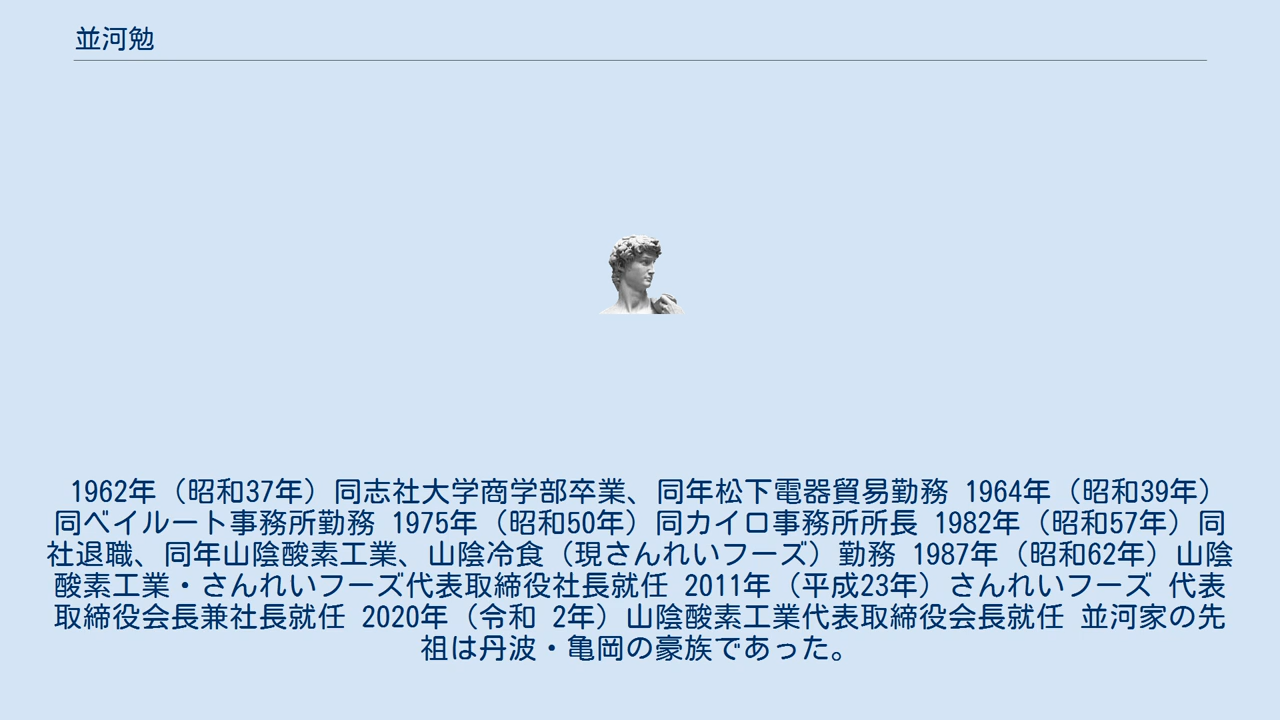 並河勉
1962年（昭和37年）同志社大学商学部卒業、同年松下電器貿易勤務 1964年（昭和39年）
同ベイルート事務所勤務 1975年（昭和50年）同カイロ事務所所長 1982年（昭和57年）同
社退職、同年山陰酸素工業、山陰冷食（現さんれいフーズ）勤務 1987年（昭和62年）山陰
酸素工業・さんれいフーズ代表取締役社長就任 2011年（平成23年）さんれいフーズ 代表
取締役会長兼社長就任 2020年（令和 2年）山陰酸素工業代表取締役会長就任 並河家の先
祖は丹波・亀岡の豪族であった。